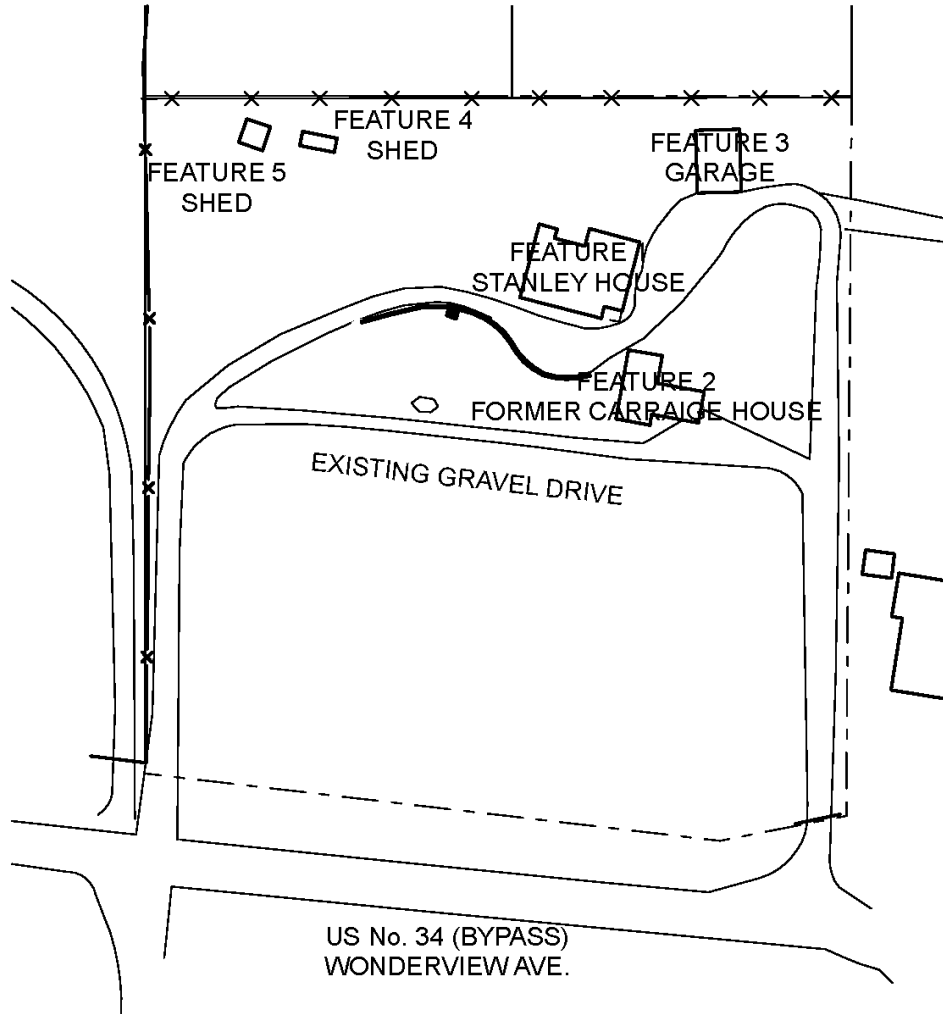 FEATURE 4
SHED
FEATURE 3
GARAGE
FEATURE 5
SHED
FEATURE
STANLEY HOUSE
FEATURE 2
FORMER CARRAIGE HOUSE
EXISTING GRAVEL DRIVE
US No. 34 (BYPASS)
WONDERVIEW AVE.